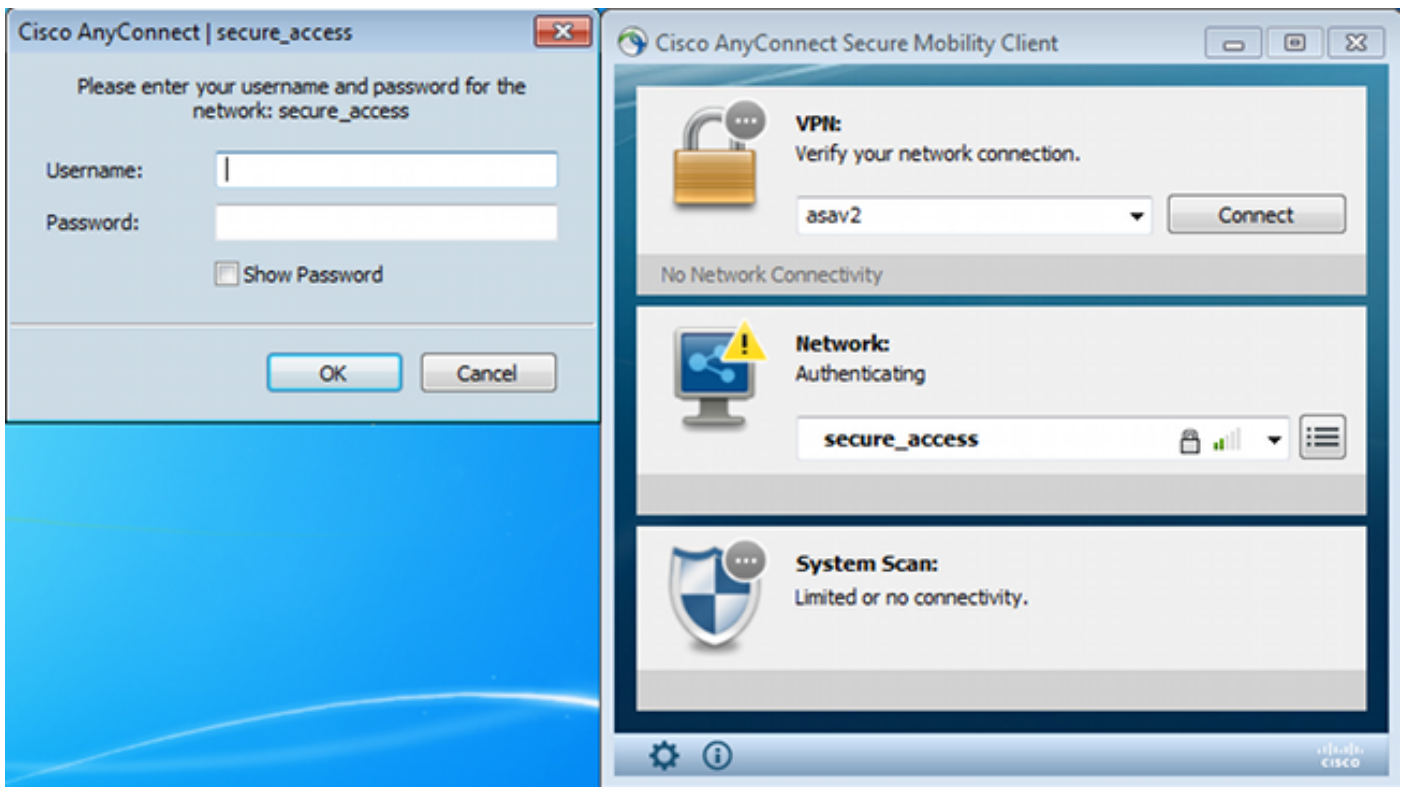 Cisco AnyConnect | secure_access
Please enter your username and password for the
network: secure_access
Username:
Password:
Show Password
OK
Cancel
Cisco AnyConnect Secure Mobility Client
VPN:
Verify your network connection.
asav2
Connect
No Network Connectivity
Network:
Authenticating
secure_access
System Scan:
Limited or no connectivity.
CISCO